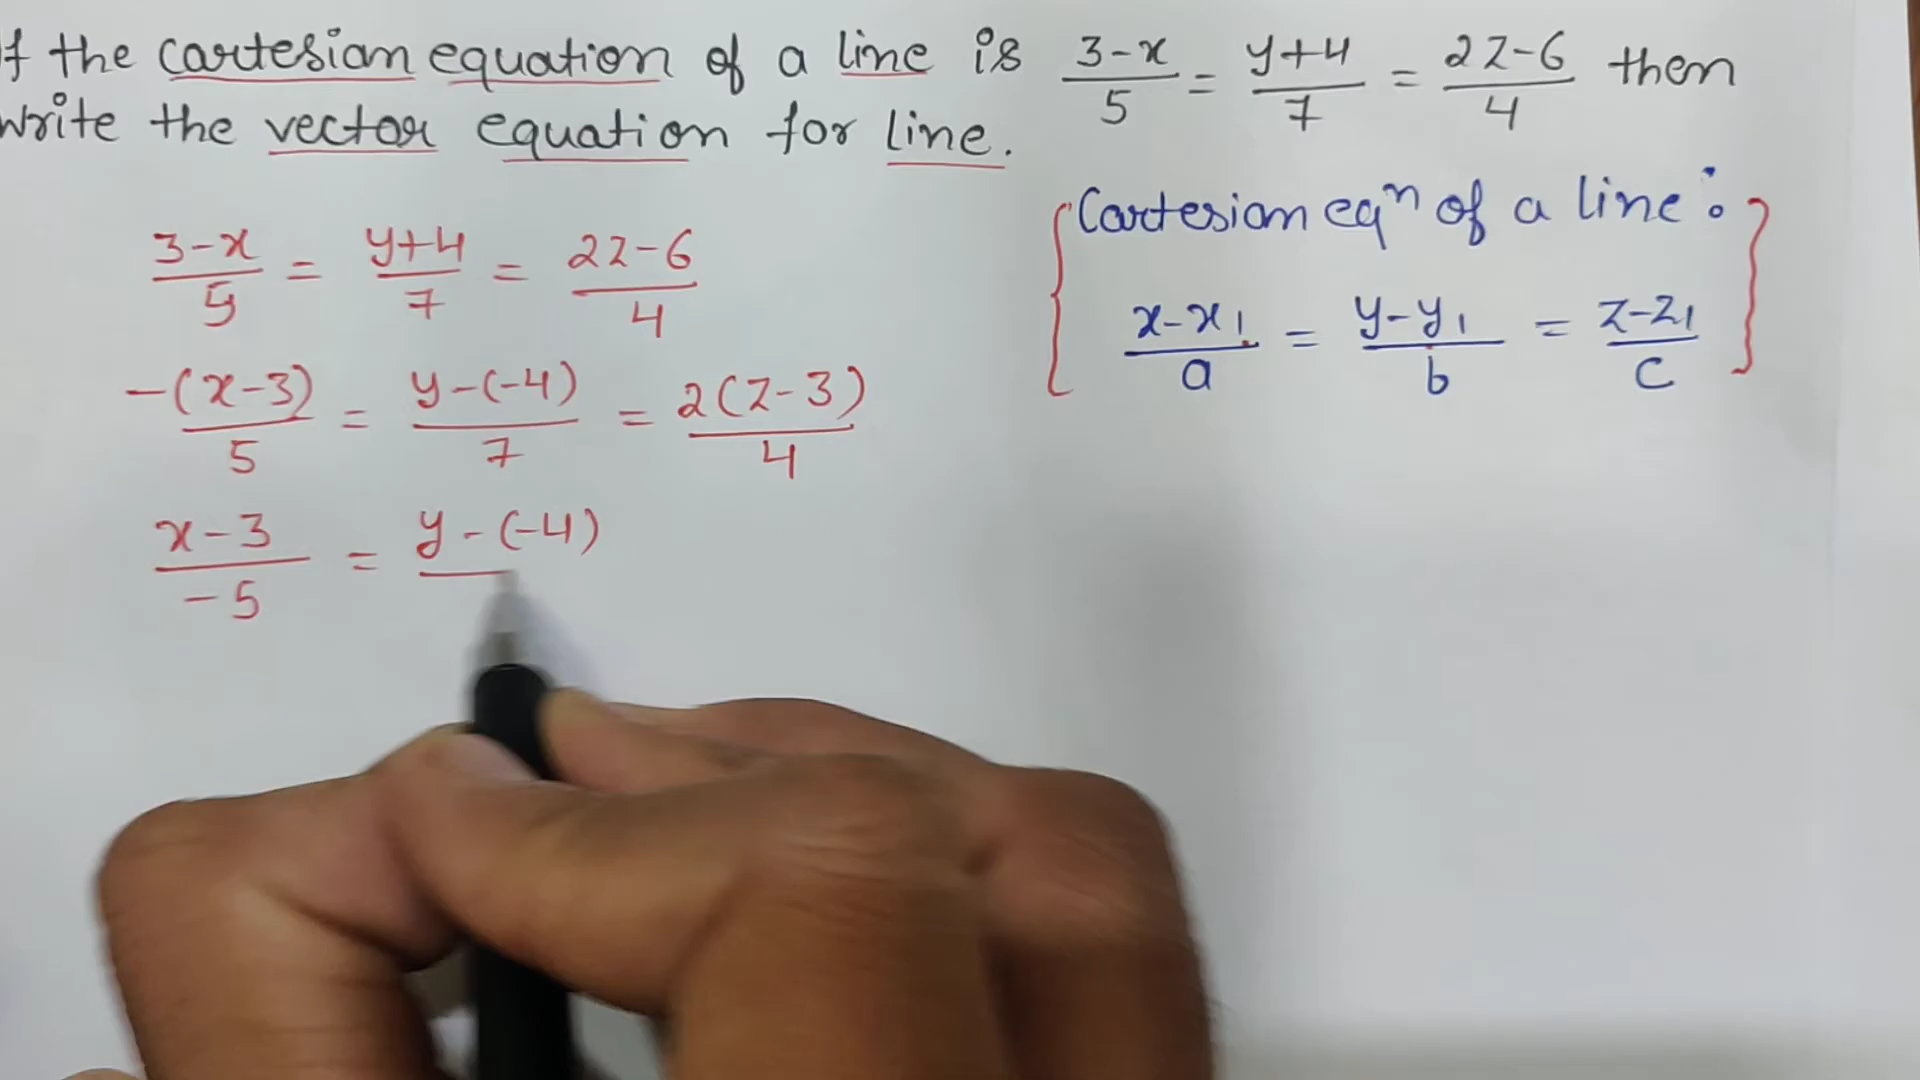 f the cartesian equation of a line is 3-x/5 = y+4/7 = 2z-6/4 then
write the vector equation for line.
{Cartesian eqⁿ of a line:}
x-x₁/a = y-y₁/b = z-z₁/c
3-x/5 = y+4/7 = 2z-6/4
-(x-3)/5 = y-(-4)/7 = 2(z-3)/4
x-3/-5 = y-(-4)